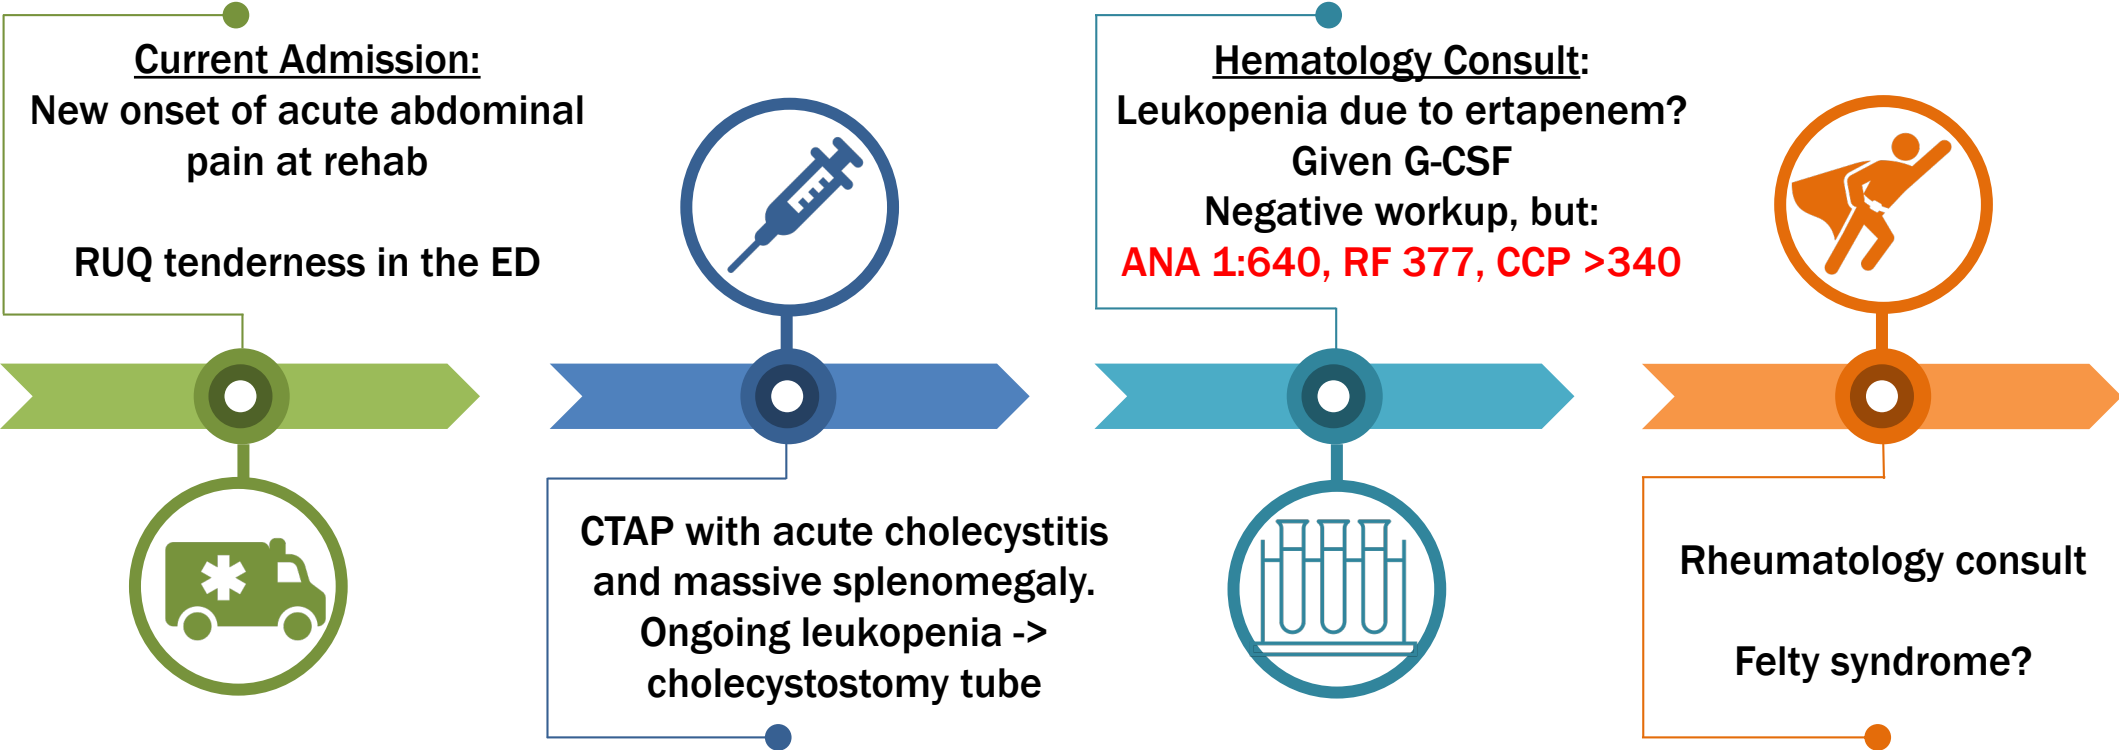 Current Admission:
New onset of acute abdominal
pain at rehab
RUQ tenderness in the ED
CTAP with acute cholecystitis
and massive splenomegaly.
Ongoing leukopenia ->
cholecystostomy tube
Hematology Consult:
Leukopenia due to ertapenem?
Given G-CSF
Negative workup, but:
ANA 1:640, RF 377, CCP >340
Rheumatology consult
Felty syndrome?